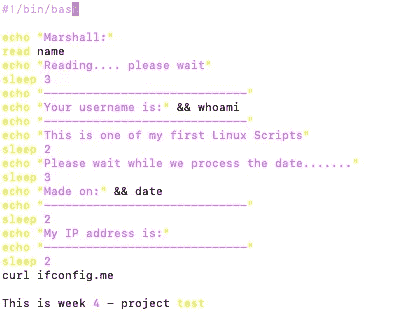 #!/bin/bash
echo "Marshall:"
read name
echo "Reading.... please wait"
sleep 3
echo "-----------------------------"
echo "Your username is:" && whoami
echo "-----------------------------"
echo "This is one of my first Linux Scripts"
sleep 2
echo "Please wait while we process the date......."
sleep 3
echo "Made on:" && date
echo "-----------------------------"
sleep 2
echo "My IP address is:"
echo "-----------------------------"
sleep 2
curl ifconfig.me
This is week 4 - project test